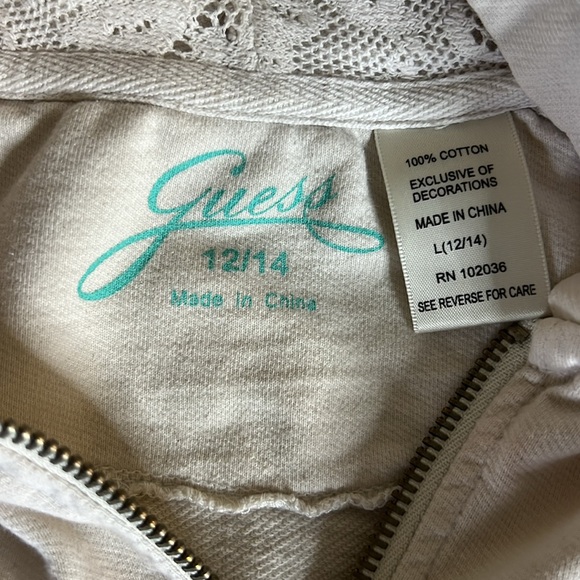 guess
12/14
Made in China
100% COTTON
EXCLUSIVE OF
DECORATIONS
MADE IN CHINA
L(12/14)
RN 102036
SEE REVERSE FOR CARE